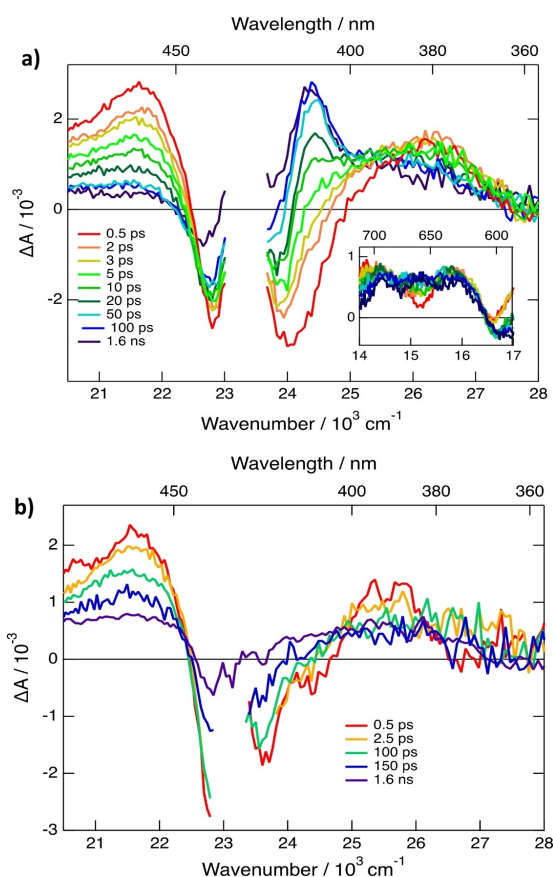 Wavelength / nm
450 400 380 360
a)
2
0
-2
ΔA / 10⁻³
0.5 ps
2 ps
3 ps
5 ps
10 ps
20 ps
50 ps
100 ps
1.6 ns
700 650 600
1
0
14 15 16 17
21 22 23 24 25 26 27 28
Wavenumber / 10³ cm⁻¹
Wavelength / nm
450 400 380 360
b)
2
1
0
-1
-2
-3
ΔA / 10⁻³
0.5 ps
2.5 ps
100 ps
150 ps
1.6 ns
21 22 23 24 25 26 27 28
Wavenumber / 10³ cm⁻¹